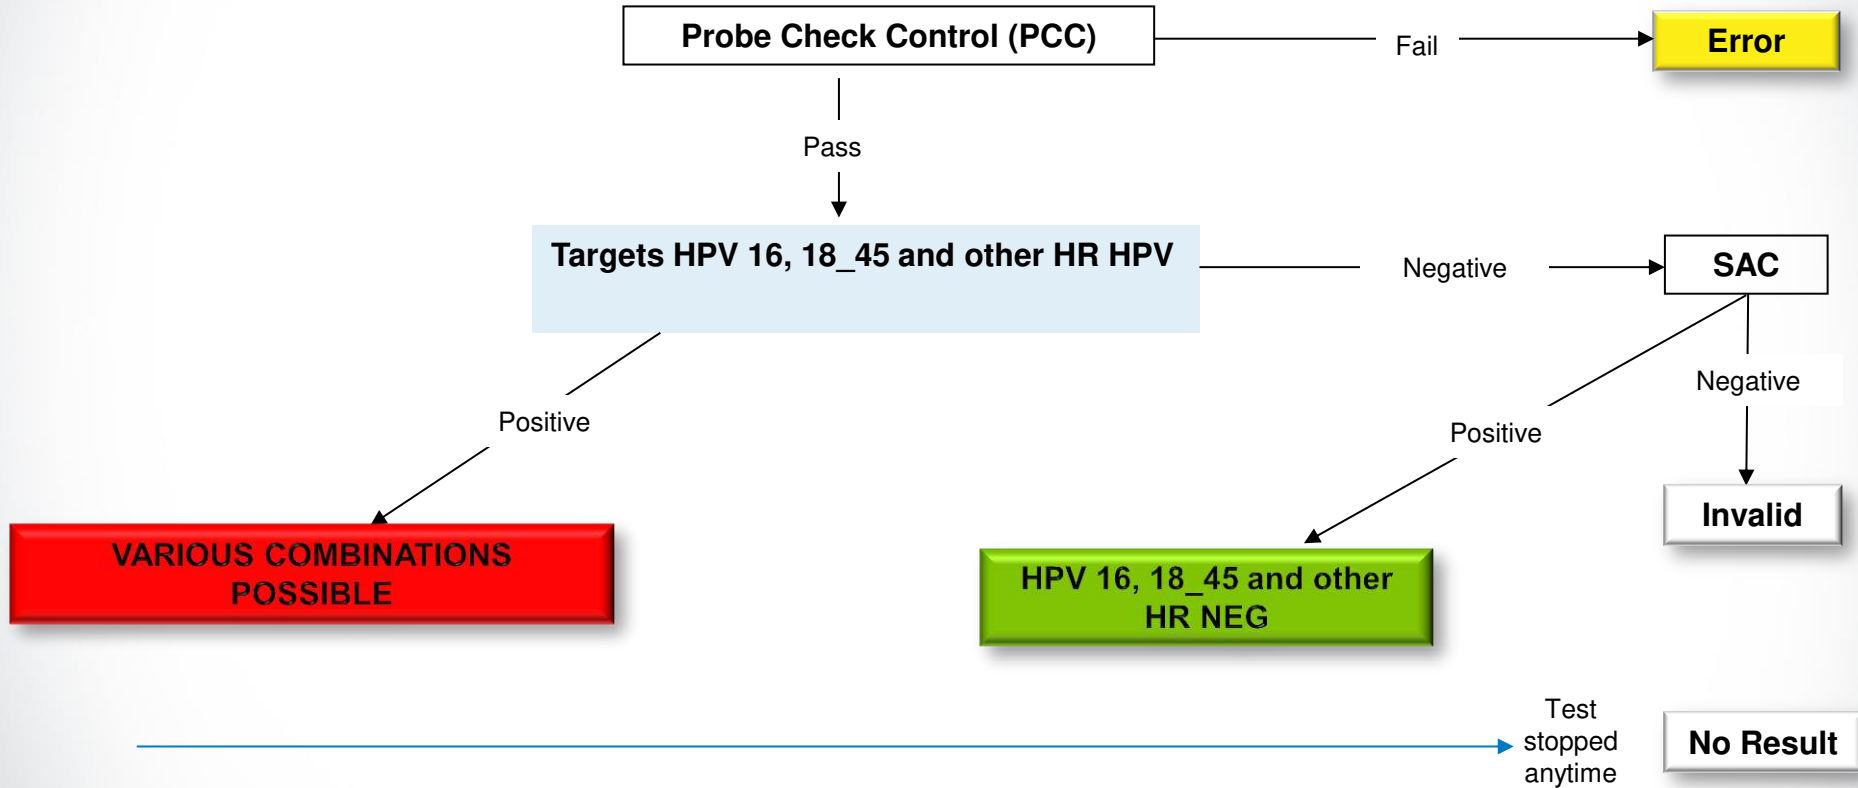 Probe Check Control (PCC)
Fail
Error
Pass
Targets HPV 16, 18_45 and other HR HPV
Negative
SAC
Positive
Positive
Negative
Invalid
VARIOUS COMBINATIONS
POSSIBLE
HPV 16, 18_45 and other
HR NEG
Test
stopped
anytime
No Result